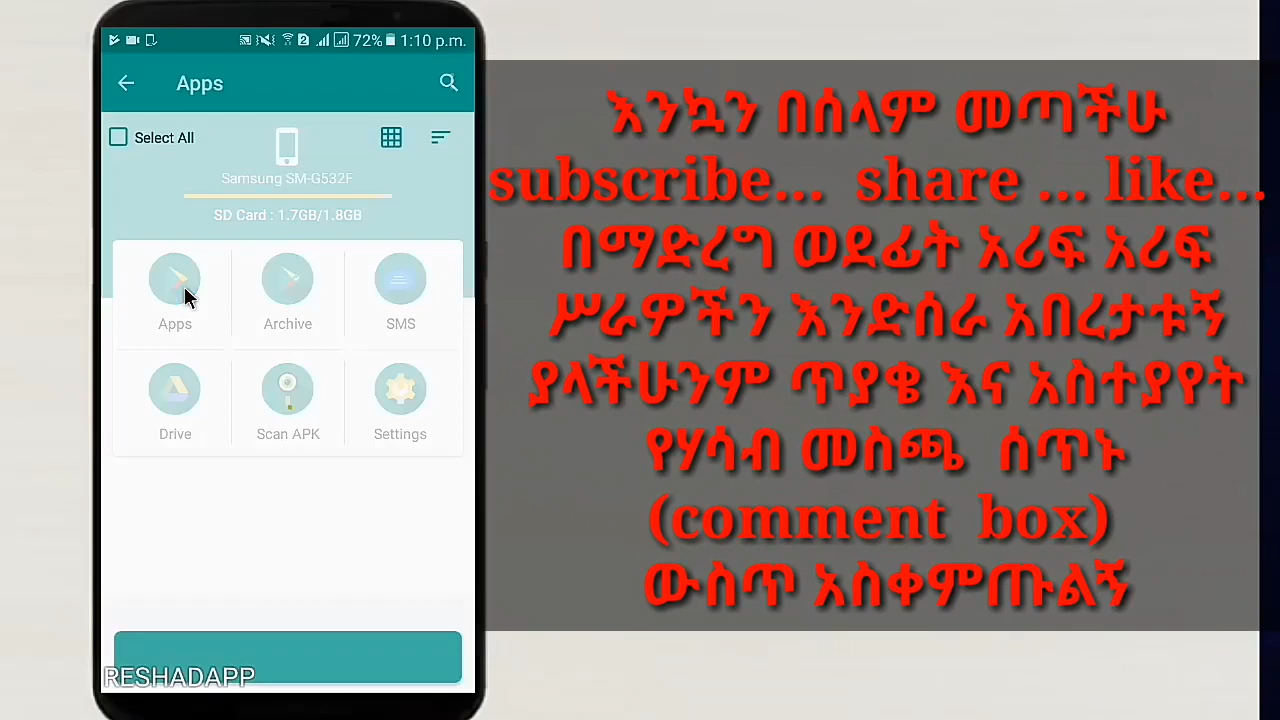 72% 1:10 p.m.
Apps
Select All
Samsung SM-G532F
SD Card : 1.7GB/1.8GB
Apps Archive SMS
Drive Scan APK Settings
RESHADAPP
እንኳን በሰላም መጣችሁ
subscribe... share ... like...
በማድረግ ወደፊት አሪፍ አሪፍ
ሥራዎችን እንድሰራ አበረታቱኝ
ያላችሁንም ጥያቄ እና አስተያየት
የሃሳብ መስጫ ሰጥኑ
(comment box)
ውስጥ አስቀምጡልኝ